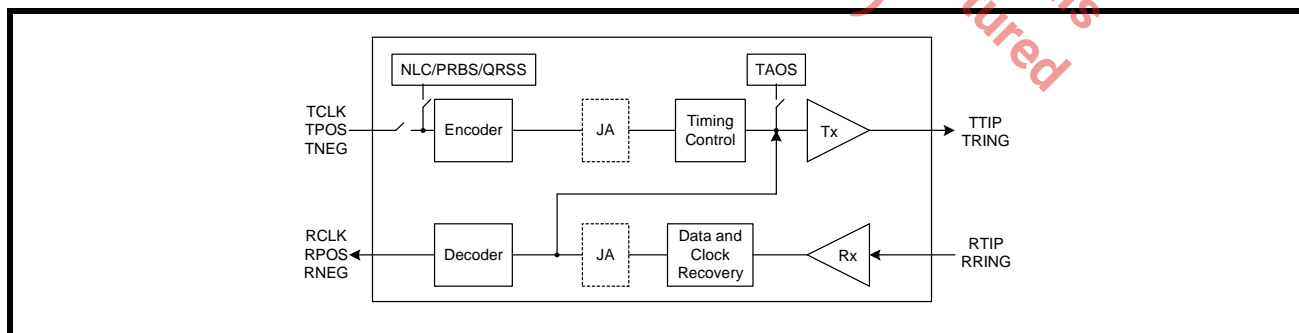 NLC/PRBS/QRSS
TAOS
TCLK
TPOS
TNEG
Encoder
JA
Timing
Control
Tx
TTIP
TRING
RCLK
RPOS
RNEG
Decoder
JA
Data and
Clock
Recovery
Rx
RTIP
RRING